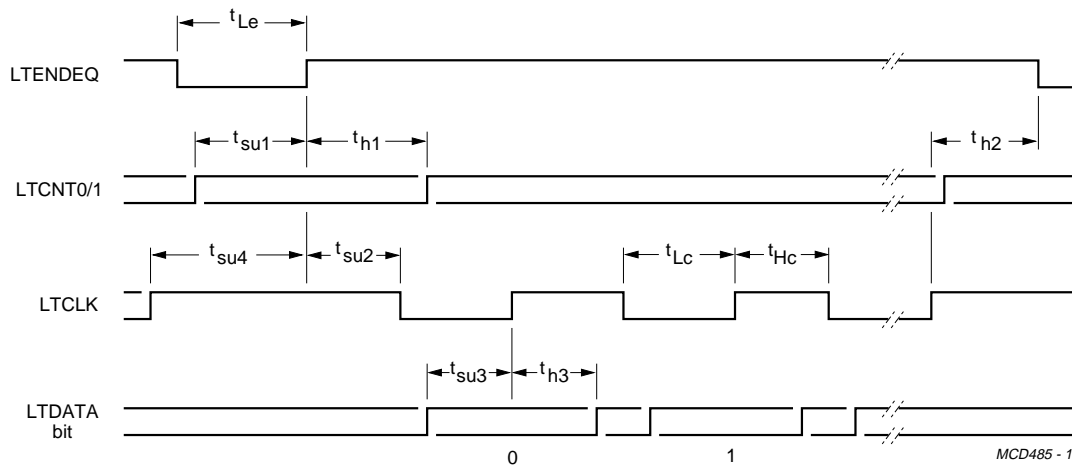 tLe
LTENDEQ
tsu1 th1 th2
LTCNT0/1
tsu4 tsu2 tLc tHc
LTCLK
tsu3 th3
LTDATA
bit
0 1
MCD485 - 1